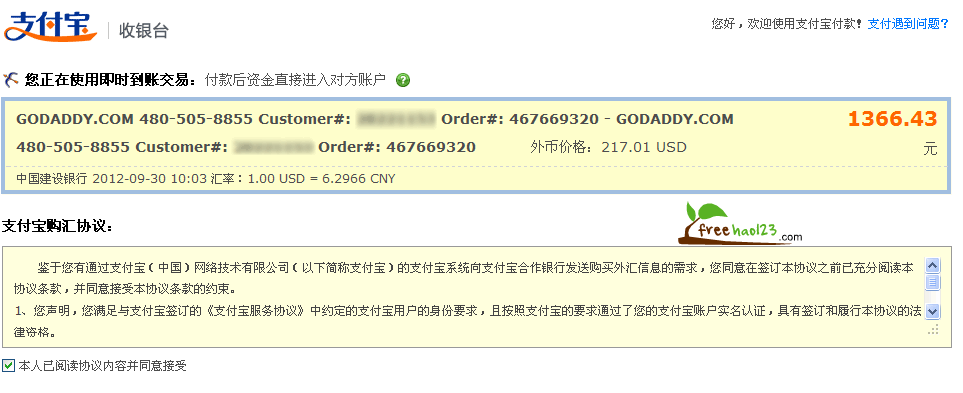 支付宝 收银台
您好，欢迎使用支付宝付款！ 支付遇到问题？
您正在使用即时到账交易：付款后资金直接进入对方账户 ?
GODADDY.COM 480-505-8855 Customer#: Order#: 467669320 - GODADDY.COM 1366.43
480-505-8855 Customer#: Order#: 467669320 外币价格：217.01 USD 元
中国建设银行 2012-09-30 10:03 汇率：1.00 USD = 6.2966 CNY
支付宝购汇协议：
freehao123.com
鉴于您有通过支付宝（中国）网络技术有限公司（以下简称支付宝）的支付宝系统向支付宝合作银行发送购买外汇信息的需求，您同意在签订本协议之前已充分阅读本
协议条款，并同意接受本协议条款的约束。
1、您声明，您满足与支付宝签订的《支付宝服务协议》中约定的支付宝用户的身份要求，且按照支付宝的要求通过了您的支付宝账户实名认证，具有签订和履行本协议的法
律资格。
本人已阅读协议内容并同意接受